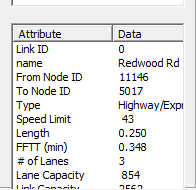 Attribute Data
Link ID 0
name Redwood Rd
From Node ID 11146
To Node ID 5017
Type Highway/Expr
Speed Limit 43
Length 0.250
FFTT (min) 0.348
# of Lanes 3
Lane Capacity 854
Link Capacity 2562